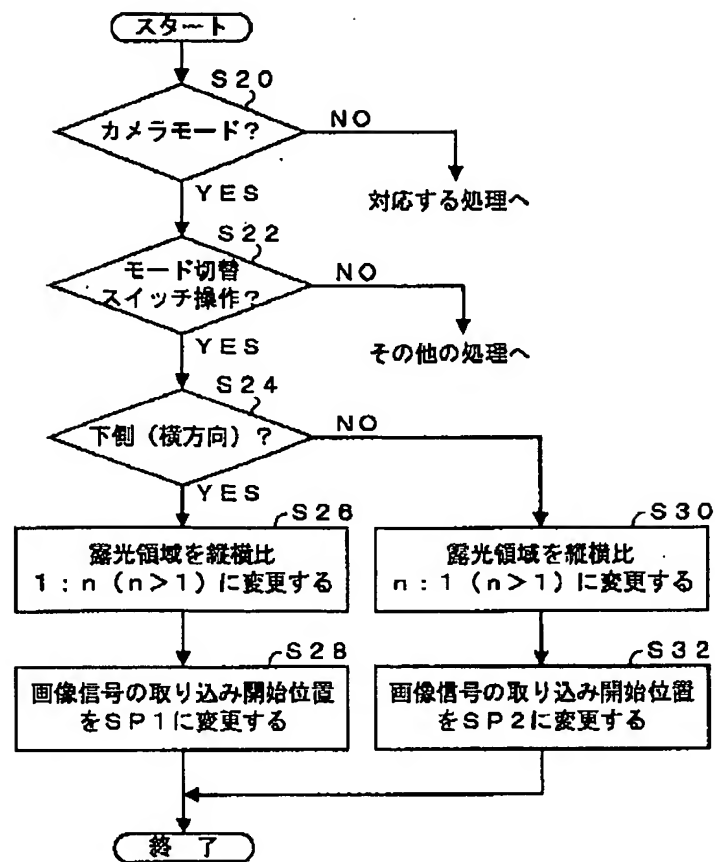 スタート
S20
カメラモード?
NO
対応する処理へ
YES
S22
モード切替
スイッチ操作?
NO
その他の処理へ
YES
S24
下側(横方向)?
NO
YES
S26
露光領域を縦横比
1:n(n>1)に変更する
S30
露光領域を縦横比
n:1(n>1)に変更する
S28
画像信号の取り込み開始位置
をSP1に変更する
S32
画像信号の取り込み開始位置
をSP2に変更する
終 了